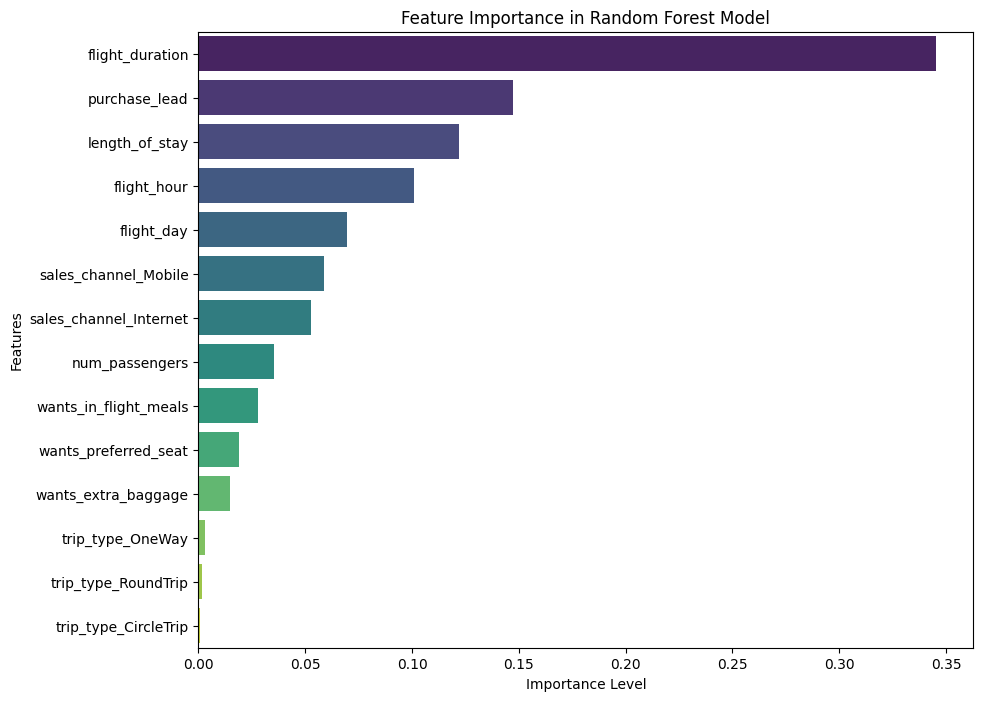 Feature Importance in Random Forest Model
Features
flight_duration
purchase_lead
length_of_stay
flight_hour
flight_day
sales_channel_Mobile
sales_channel_Internet
num_passengers
wants_in_flight_meals
wants_preferred_seat
wants_extra_baggage
trip_type_OneWay
trip_type_RoundTrip
trip_type_CircleTrip
0.00 0.05 0.10 0.15 0.20 0.25 0.30 0.35
Importance Level